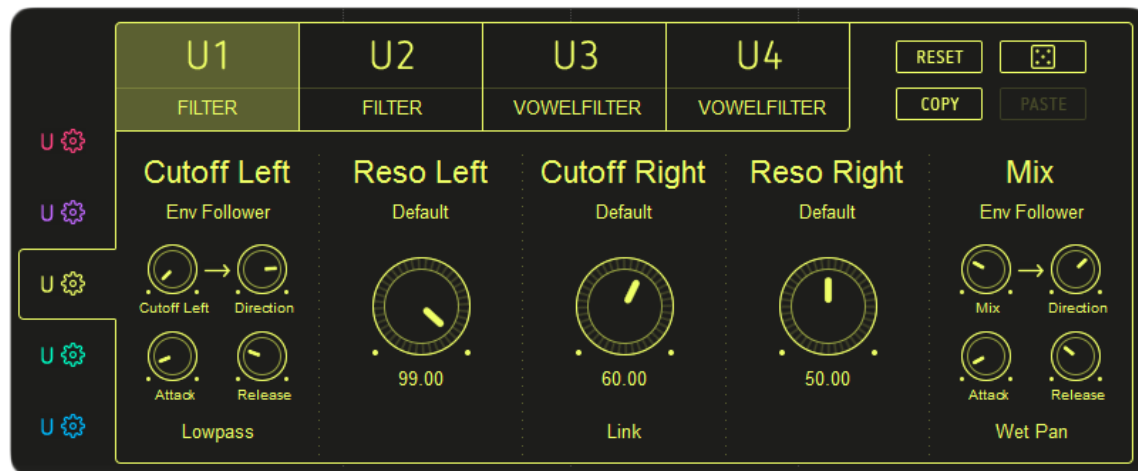 U1 U2 U3 U4 RESET
FILTER FILTER VOWELFILTER VOWELFILTER COPY PASTE
U
U
U
U
U
Cutoff Left Reso Left Cutoff Right Reso Right Mix
Env Follower Default Default Default Env Follower
Cutoff Left Direction Mix Direction
Attack Release 99.00 60.00 50.00 Attack Release
Lowpass Link Wet Pan